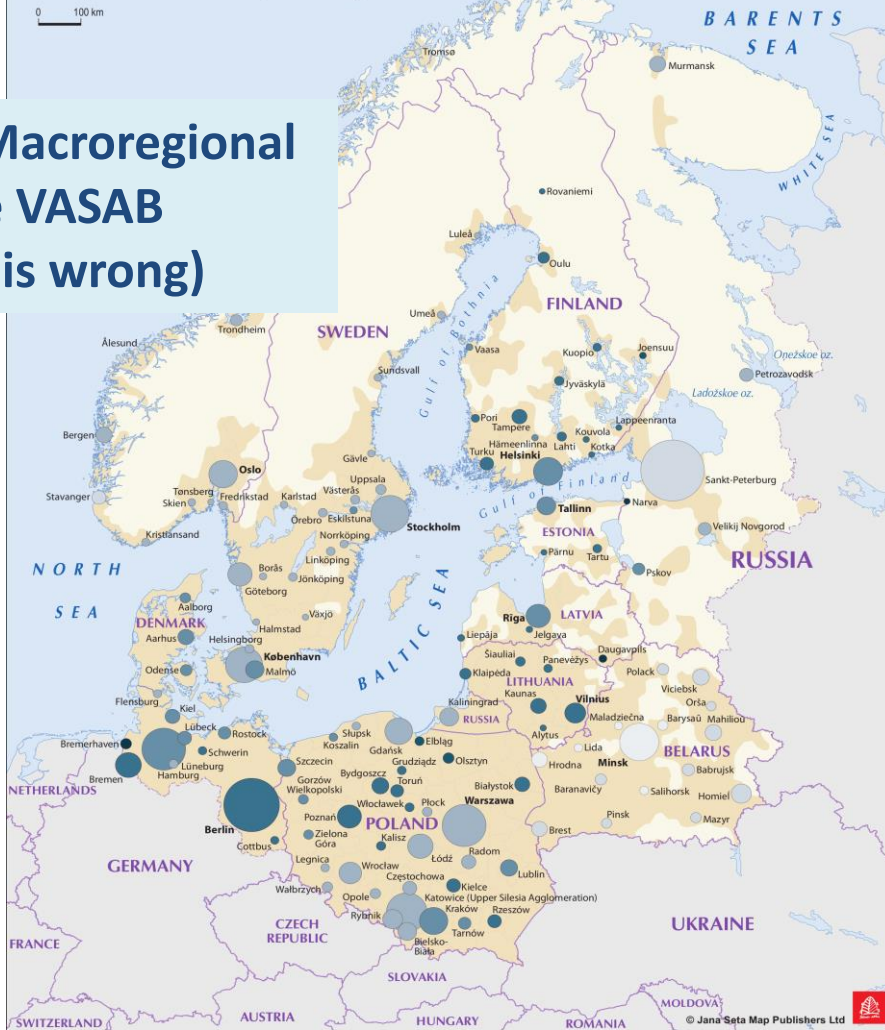 0 100 km
BARENTS
SEA
Tromsø
Murmansk
WHITE SEA
Macroregional
VASAB
is wrong)
Rovaniemi
Luleå
Oulu
Gulf of Bothnia
FINLAND
Umeå
Trondheim
SWEDEN
Ålesund
Vaasa
Kuopio
Joensuu
Onežskoe oz.
Sundsvall
Petrozavodsk
Jyväskylä
Ladožskoe oz.
Pori
Tampere
Lappeenranta
Bergen
Hämeenlinna
Kouvola
Lahti
Kotka
Gävle
Turku
Helsinki
Oslo
Sankt-Peterburg
Uppsala
Gulf of Finland
Stavanger
Tønsberg
Skien
Fredrikstad
Karlstad
Västerås
Örebro
Eskilstuna
Tallinn
Narva
Stockholm
Velikij Novgorod
Kristiansand
Norrköping
ESTONIA
Linköping
Pärnu
Tartu
RUSSIA
NORTH
SEA
Borås
Jönköping
Göteborg
Pskov
BALTIC SEA
Aalborg
DENMARK
Växjö
Halmstad
Rīga
LATVIA
Aarhus
Helsingborg
Liepāja
Jelgava
København
Daugavpils
Odense
Malmö
Šiauliai
Panevėžys
Polack
Klaipėda
LITHUANIA
Viciebsk
Flensburg
Kaliningrad
Kaunas
Vilnius
Orša
Kiel
RUSSIA
Maladziečna
Barysaŭ
Mahilioŭ
Lübeck
Rostock
Słupsk
Koszalin
Gdańsk
Elbląg
Alytus
Bremerhaven
Schwerin
Lida
Minsk
BELARUS
Bremen
Hamburg
Lüneburg
Szczecin
Grudziądz
Olsztyn
Hrodna
Babrujsk
NETHERLANDS
Gorzów
Wielkopolski
Bydgoszcz
Toruń
Białystok
Baranavičy
Salihorsk
Homiel
Włocławek
Płock
Warszawa
Poznań
POLAND
Pinsk
Mazyr
Berlin
Zielona
Góra
Kalisz
Brest
Cottbus
Łódź
Radom
GERMANY
Legnica
Wrocław
Lublin
Wałbrzych
Częstochowa
Kielce
Opole
Katowice (Upper Silesia Agglomeration)
Rybnik
Kraków
Rzeszów
CZECH
REPUBLIC
Tarnów
UKRAINE
Bielsko-
Biała
FRANCE
SLOVAKIA
MOLDOVA
SWITZERLAND
AUSTRIA
HUNGARY
ROMANIA
© Jana Seta Map Publishers Ltd